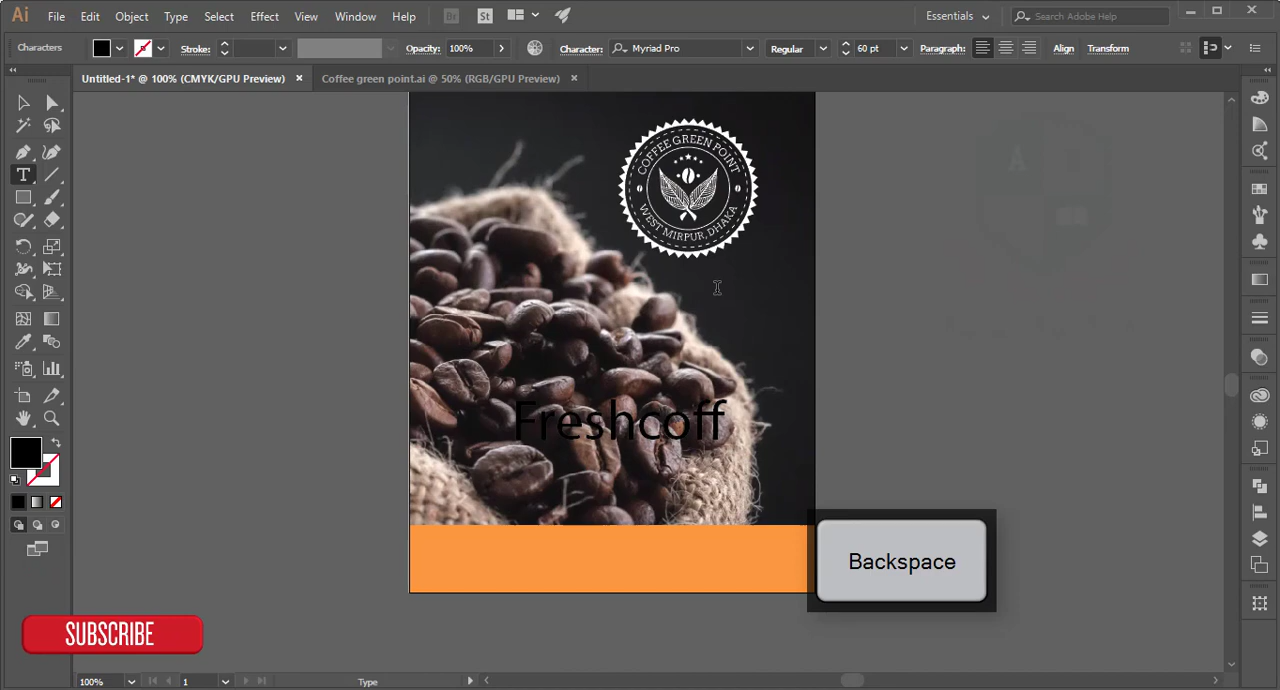 Ai File Edit Object Type Select Effect View Window Help Br St Essentials Search Adobe Help
Characters Stroke: Opacity: 100% Character: Myriad Pro Regular 60 pt Paragraph: Align Transform
Untitled-1* @ 100% (CMYK/GPU Preview) × Coffee green point.ai @ 50% (RGB/GPU Preview) ×
COFFEE GREEN POINT
WEST MIRPUR, DHAKA
Freshcoff
Backspace
SUBSCRIBE
100% 1 Type